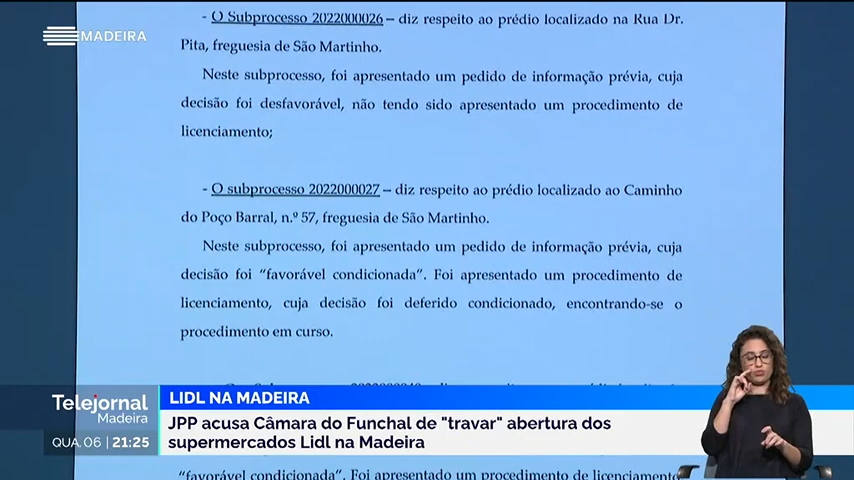 MADEIRA
- O Subprocesso 2022000026 – diz respeito ao prédio localizado na Rua Dr.
Pita, freguesia de São Martinho.
Neste subprocesso, foi apresentado um pedido de informação prévia, cuja
decisão foi desfavorável, não tendo sido apresentado um procedimento de
licenciamento;
- O subprocesso 2022000027 – diz respeito ao prédio localizado ao Caminho
do Poço Barral, n.º 57, freguesia de São Martinho.
Neste subprocesso, foi apresentado um pedido de informação prévia, cuja
decisão foi "favorável condicionada". Foi apresentado um procedimento de
licenciamento, cuja decisão foi deferido condicionado, encontrando-se o
procedimento em curso.
Telejornal
Madeira
QUA. 06 | 21:25
LIDL NA MADEIRA
JPP acusa Câmara do Funchal de "travar" abertura dos
supermercados Lidl na Madeira
"favorável condicionada". Foi apresentado um procedimento de licenciamento